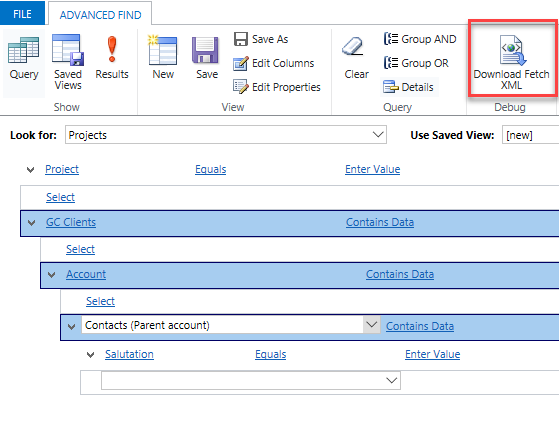 FILE
ADVANCED FIND
Query
Saved Views
Results
Show
New
Save
Save As
Edit Columns
Edit Properties
View
Clear
Group AND
Group OR
Details
Query
Download Fetch XML
Debug
Look for: Projects Use Saved View: [new]
Project Equals Enter Value
Select
GC Clients Contains Data
Select
Account Contains Data
Select
Contacts (Parent account) Contains Data
Salutation Equals Enter Value